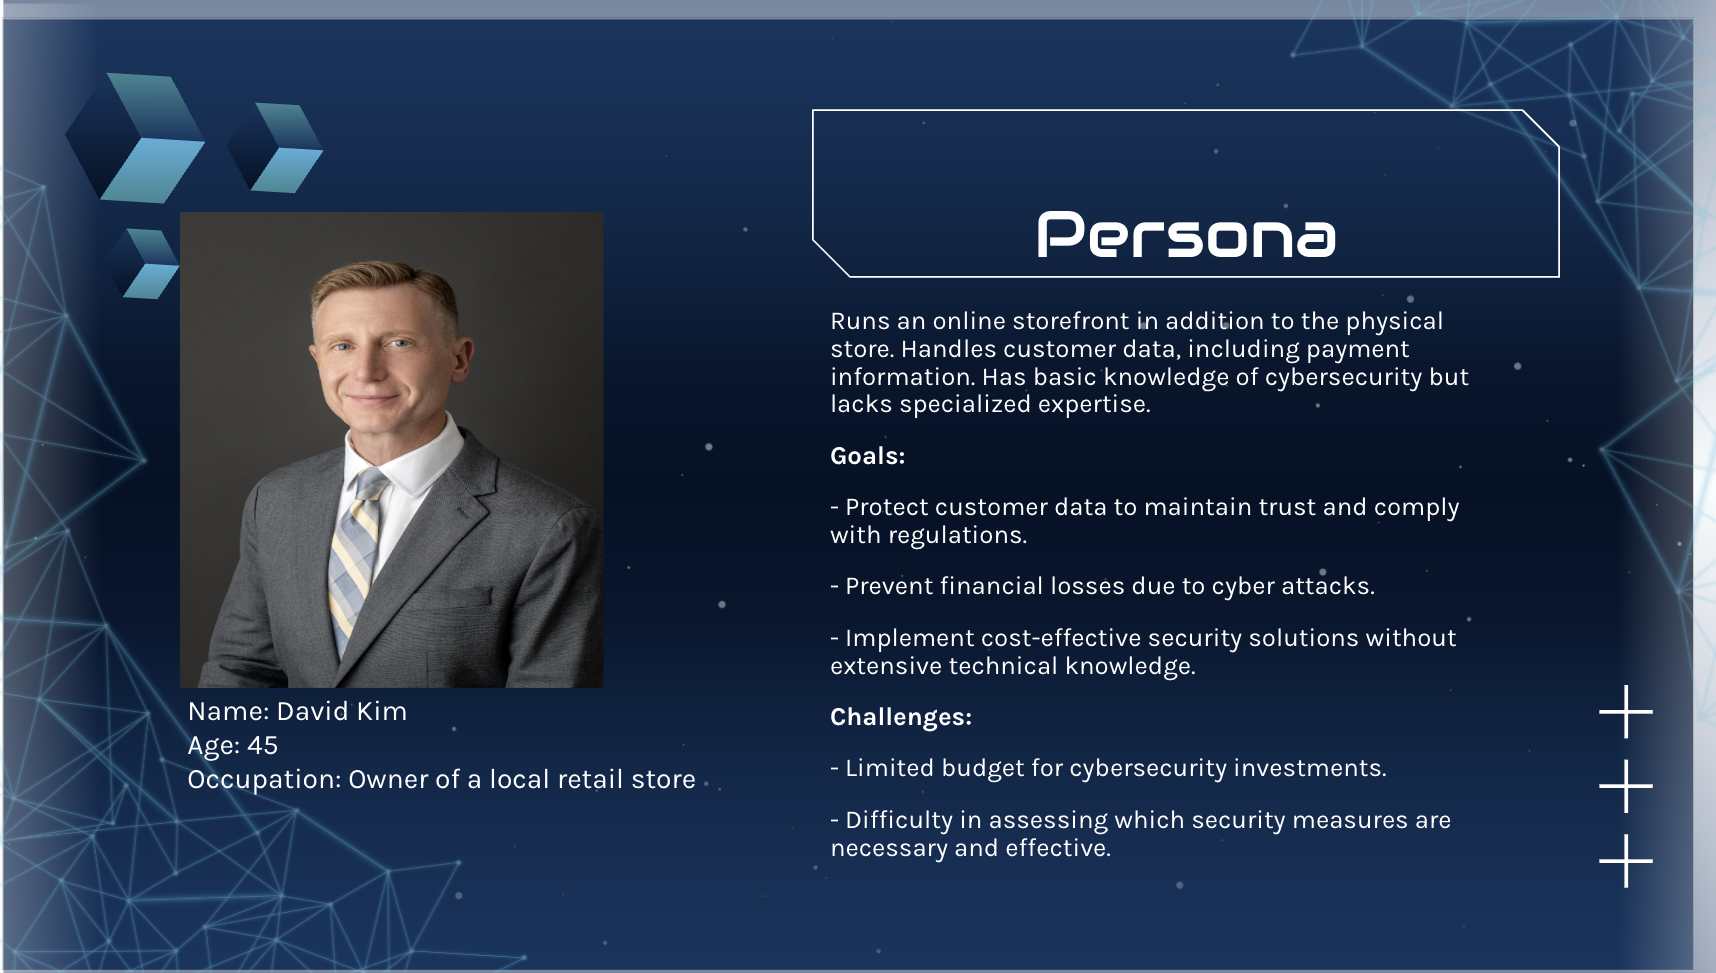 Persona
Runs an online storefront in addition to the physical
store. Handles customer data, including payment
information. Has basic knowledge of cybersecurity but
lacks specialized expertise.
Goals:
- Protect customer data to maintain trust and comply
with regulations.
- Prevent financial losses due to cyber attacks.
- Implement cost-effective security solutions without
extensive technical knowledge.
Challenges:
- Limited budget for cybersecurity investments.
- Difficulty in assessing which security measures are
necessary and effective.
Name: David Kim
Age: 45
Occupation: Owner of a local retail store